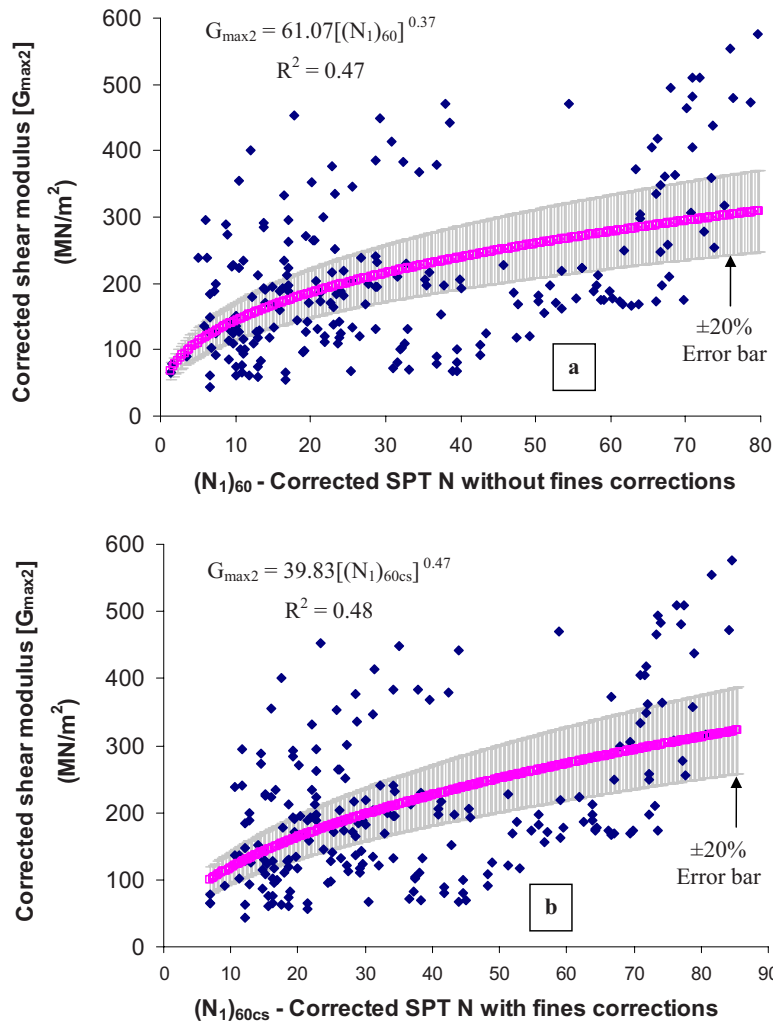 600
500
400
300
200
100
0
Corrected shear modulus [Gmax2]
(MN/m²)
Gmax2 = 61.07[(N₁)60]^0.37
R² = 0.47
±20%
Error bar
a
0 10 20 30 40 50 60 70 80
(N₁)60 - Corrected SPT N without fines corrections
600
500
400
300
200
100
0
Corrected shear modulus [Gmax2]
(MN/m²)
Gmax2 = 39.83[(N₁)60cs]^0.47
R² = 0.48
±20%
Error bar
b
0 10 20 30 40 50 60 70 80 90
(N₁)60cs - Corrected SPT N with fines corrections